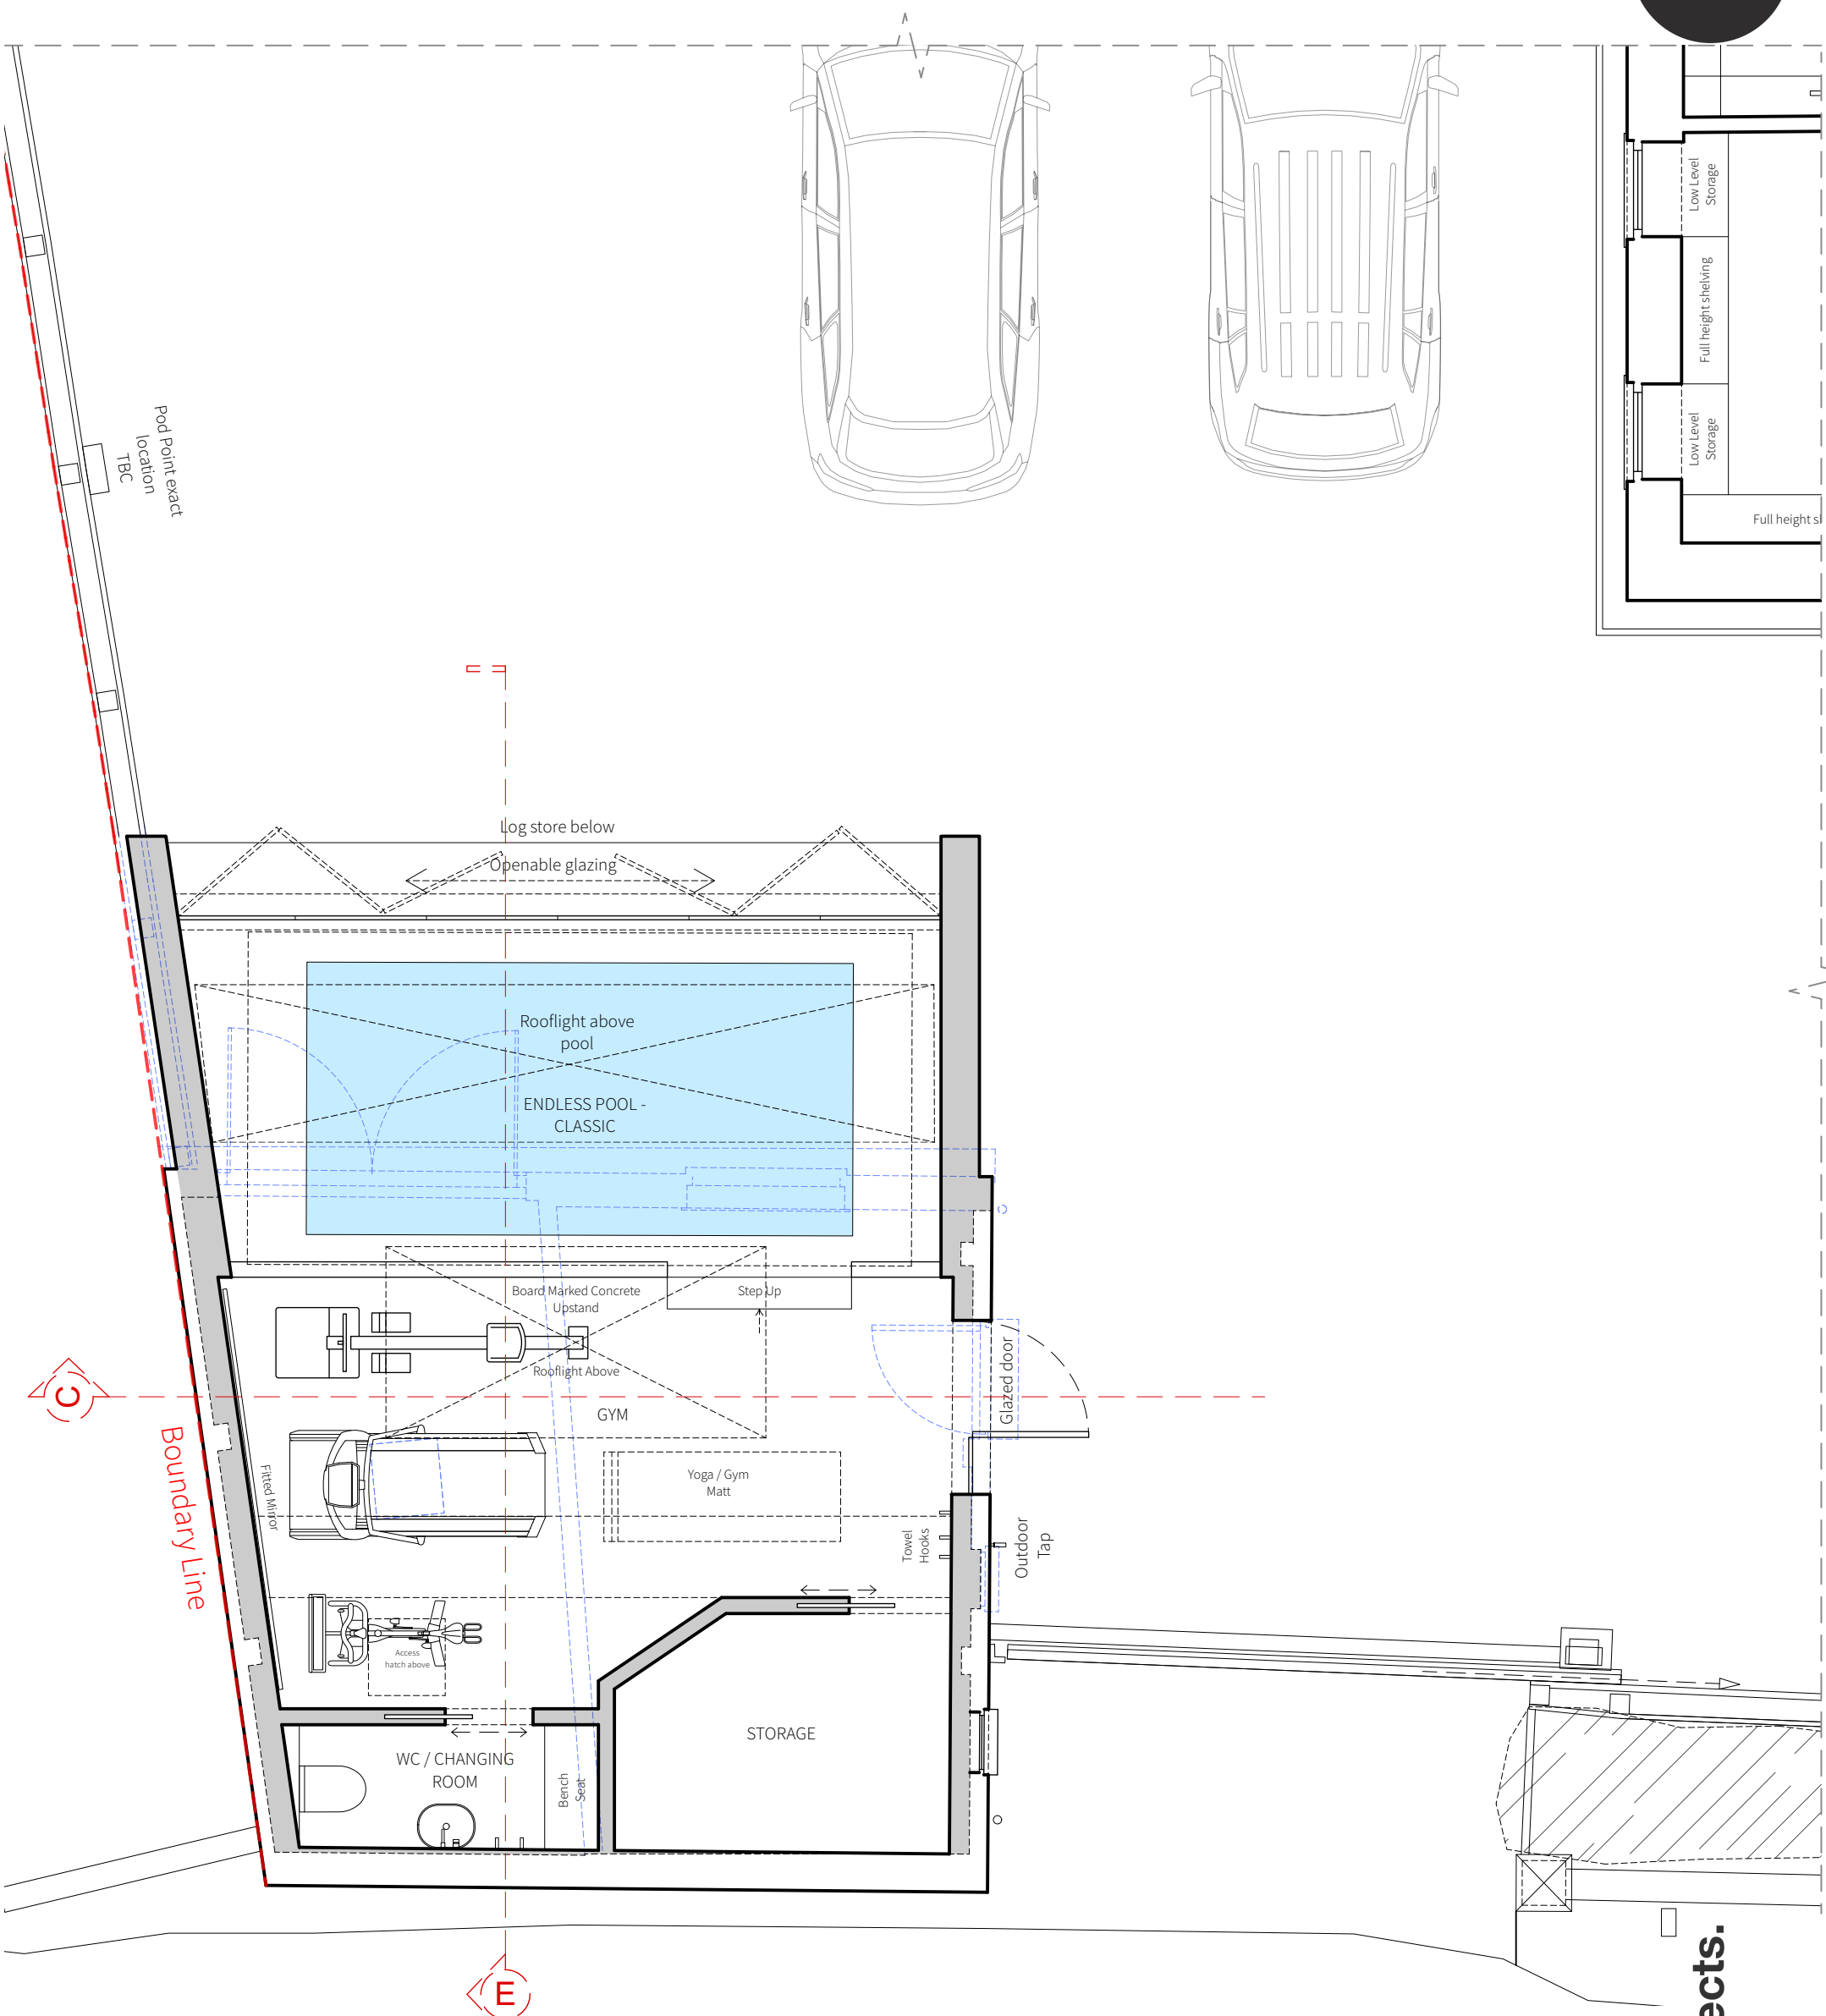 Low Level
Storage
Full height shelving
Low Level
Storage
Full height
Pod Point exact
location
TBC
Log store below
Openable glazing
Rooflight above
pool
ENDLESS POOL -
CLASSIC
Board Marked Concrete
Upstand
Step Up
x
Rooflight Above
GYM
Glazed door
C
Boundary Line
Fitted Mirror
Yoga / Gym
Matt
Towel
Hooks
Outdoor
Tap
Access
hatch above
STORAGE
WC / CHANGING
ROOM
Bench
Seat
E
ects.